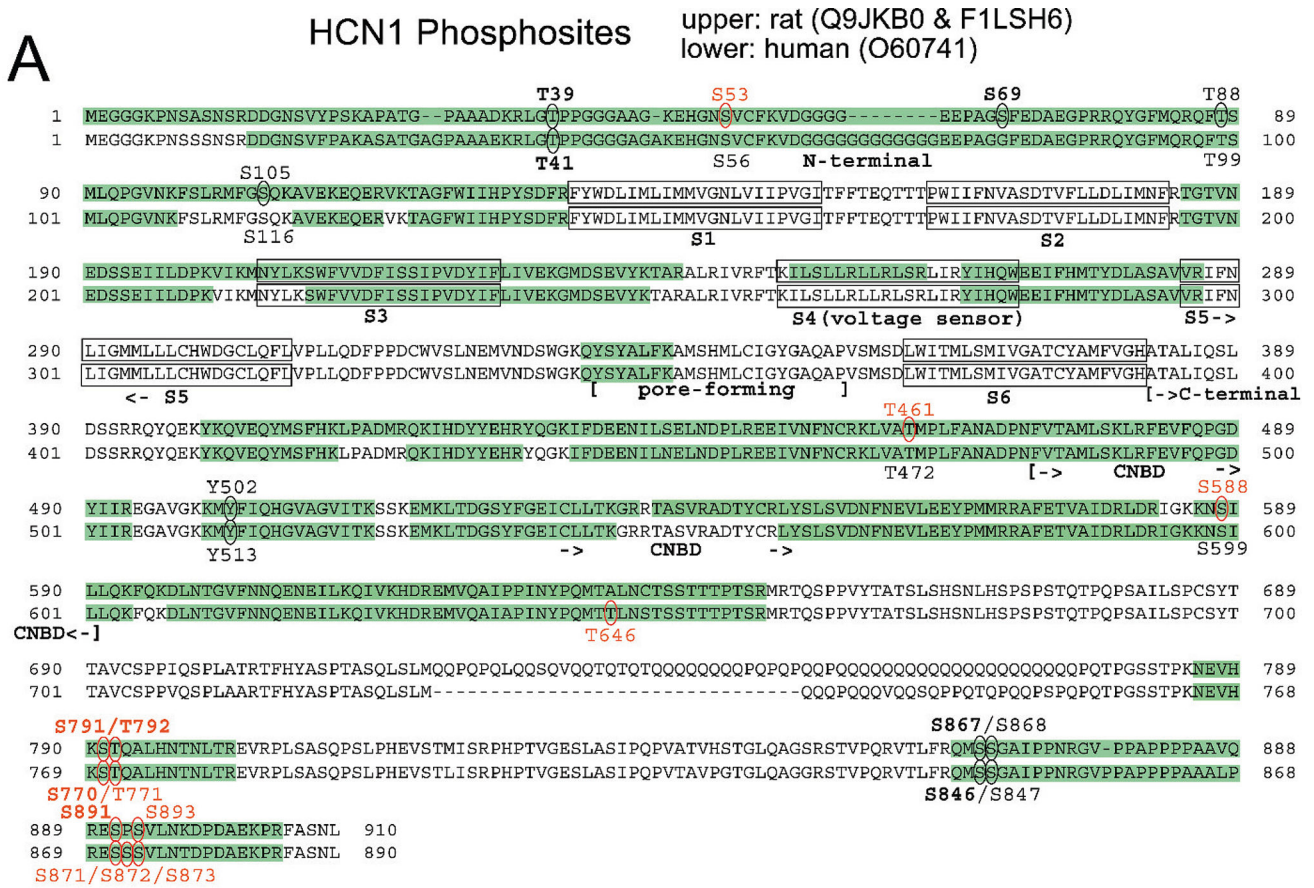 A
HCN1 Phosphosites
upper: rat (Q9JKB0 & F1LSH6)
lower: human (O60741)
T39 S53 S69 T88
1 MEGGGKPNSASNSRDDGNSVYPSKAPATG--PAAADKRLGTPPGGGAAG-KEHGNSVCFKVDGGGG--------EEPAGSFEDAEGPRRQYGFMQRQFTS 89
1 MEGGGKPNSSSNSRDDGNSVFPAKASATGAGPAAAEKRLGTPPGGGGAGAKEHGNSVCFKVDGGGGGGGGGGGGEEPAGGFEDAEGPRRQYGFMQRQFTS 100
T41 S56 N-terminal T99
S105
90 MLQPGVNKFSLRMFGSQKAVEKEQERVKTAGFWIIHPYSDFRFYWDLIMLIMMVGNLVIIPVGITFFTEQTTTPWIIFNVASDTVFLLDLIMNFRTGTVN 189
101 MLQPGVNKFSLRMFGSQKAVEKEQERVKTAGFWIIHPYSDFRFYWDLIMLIMMVGNLVIIPVGITFFTEQTTTPWIIFNVASDTVFLLDLIMNFRTGTVN 200
S116 S1 S2
190 EDSSEIILDPKVIKMNYLKSWFVVDFISSIPVDYIFLIVEKGMDSEVYKTARALRIVRFTKILSLLRLLRLSRLIRYIHQWEEIFHMTYDLASAVVRIFN 289
201 EDSSEIILDPKVIKMNYLKSWFVVDFISSIPVDYIFLIVEKGMDSEVYKTARALRIVRFTKILSLLRLLRLSRLIRYIHQWEEIFHMTYDLASAVVRIFN 300
S3 S4(voltage sensor) S5->
290 LIGMMLLLCHWDGCLQFLVPLLQDFPPDCWVSLNEMVNDSWGKQYSYALFKAMSHMLCIGYGAQAPVSMSDLWITMLSMIVGATCYAMFVGHATALIQSL 389
301 LIGMMLLLCHWDGCLQFLVPLLQDFPPDCWVSLNEMVNDSWGKQYSYALFKAMSHMLCIGYGAQAPVSMSDLWITMLSMIVGATCYAMFVGHATALIQSL 400
<- S5 [ pore-forming ] S6 [->C-terminal
T461
390 DSSRRQYQEKYKQVEQYMSFHKLPADMRQKIHDYYEHRYQGKIFDEENILSELNDPLREEIVNFNCRKLVATMPLFANADPNFVTAMLSKLRFEVFQPGD 489
401 DSSRRQYQEKYKQVEQYMSFHKLPADMRQKIHDYYEHRYQGKIFDEENILNELNDPLREEIVNFNCRKLVATMPLFANADPNFVTAMLSKLRFEVFQPGD 500
T472 [-> CNBD ->
Y502 S588
490 YIIREGAVGKKMYFIQHGVAGVITKSSKEMKLTDGSYFGEICLLTKGRRTASVRADTYCRLYSLSVDNFNEVLEEYPMMRRAFETVAIDRLDRIGKKNSI 589
501 YIIREGAVGKKMYFIQHGVAGVITKSSKEMKLTDGSYFGEICLLTKGRRTASVRADTYCRLYSLSVDNFNEVLEEYPMMRRAFETVAIDRLDRIGKKNSI 600
Y513 -> CNBD -> S599
590 LLQKFQKDLNTGVFNNQENEILKQIVKHDREMVQAIPPINYPQMTALNCTSSTTTPTSRMRTQSPPVYTATSLSHSNLHSPSPSTQTPQPSAILSPCSYT 689
601 LLQKFQKDLNTGVFNNQENEILKQIVKHDREMVQAIAPINYPQMTTLNSTSSTTTPTSRMRTQSPPVYTATSLSHSNLHSPSPSTQTPQPSAILSPCSYT 700
CNBD<-] T646
690 TAVCSPPIQSPLATRTFHYASPTASQLSLMQQPQPQLQQSQVQQTQTQTQQQQQQQQPQPQPQQPQQQQQQQQQQQQQQQQQQQQPQTPGSSTPKNEVH 789
701 TAVCSPPVQSPLAARTFHYASPTASQLSLM--------------------------------QQQPQQQVQQSQPPQTQPQQPSPQPQTPGSSTPKNEVH 768
S791/T792 S867/S868
790 KSTQALHNTNLTREVRPLSASQPSLPHEVSTMISRPHPTVGESLASIPQPVATVHSTGLQAGSRSTVPQRVTLFRQMSSGAIPPNRGV-PPAPPPPAAVQ 888
769 KSTQALHNTNLTREVRPLSASQPSLPHEVSTLISRPHPTVGESLASIPQPVTAVPGTGLQAGGRSTVPQRVTLFRQMSSGAIPPNRGVPPAPPPPAAALP 868
S770/T771 S846/S847
S891 S893
889 RESPSVLNKDPDAEKPRFASNL 910
869 RESSSVLNTDPDAEKPRFASNL 890
S871/S872/S873